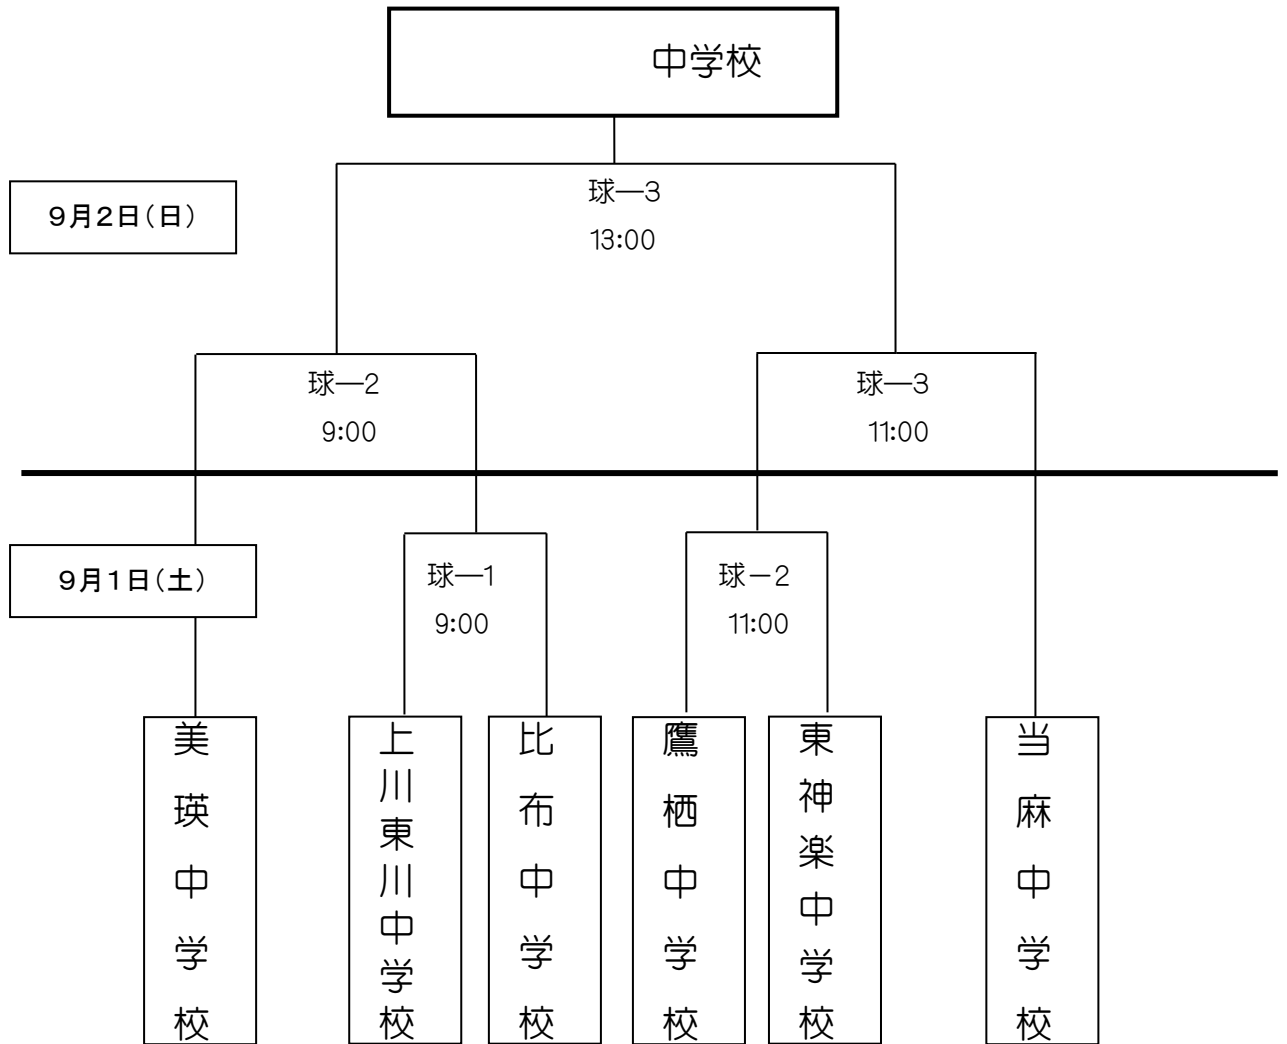 中学校
球―3
13:00
9月2日(日)
球―2
9:00
球―3
11:00
9月1日(土)
球―1
9:00
球－2
11:00
美瑛中学校
上川東川中学校
比布中学校
鷹栖中学校
東神楽中学校
当麻中学校